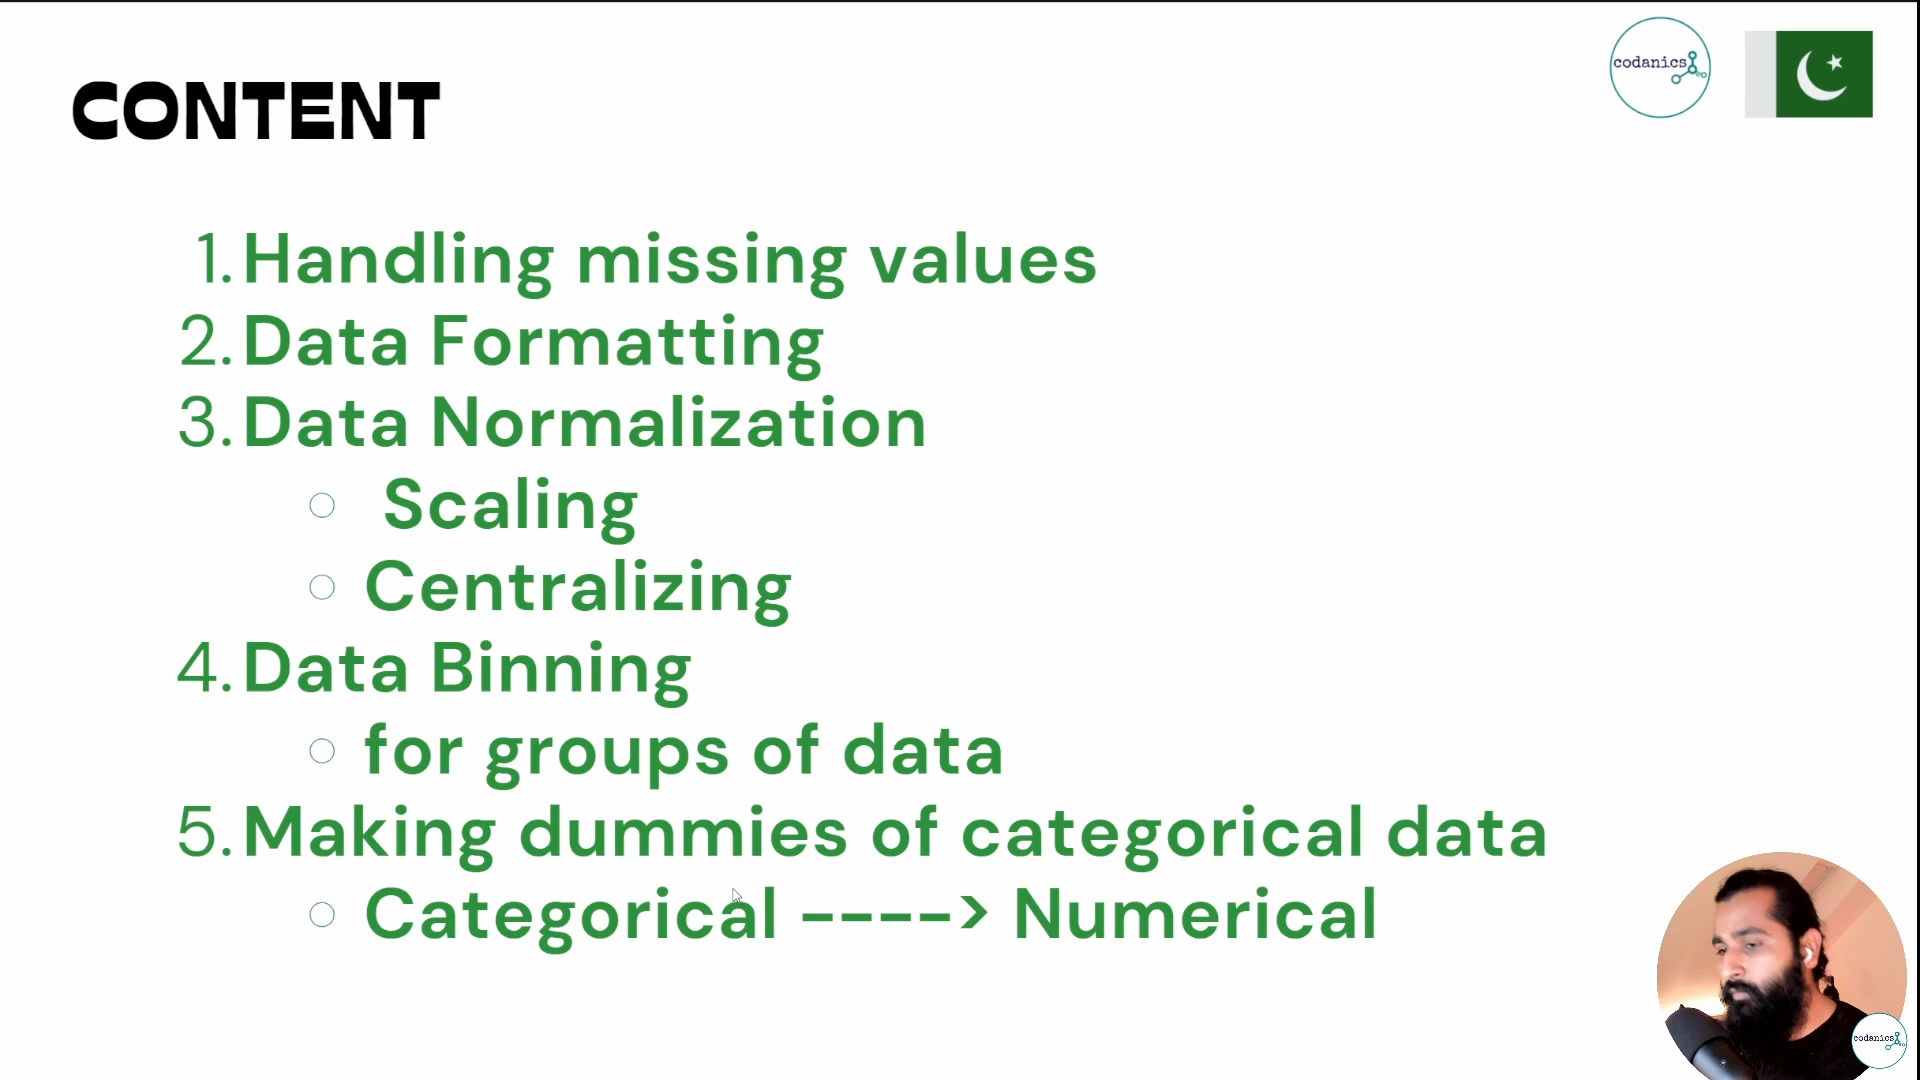 codanics
CONTENT
1. Handling missing values
2. Data Formatting
3. Data Normalization
○ Scaling
○ Centralizing
4. Data Binning
○ for groups of data
5. Making dummies of categorical data
○ Categorical ----> Numerical
codanics